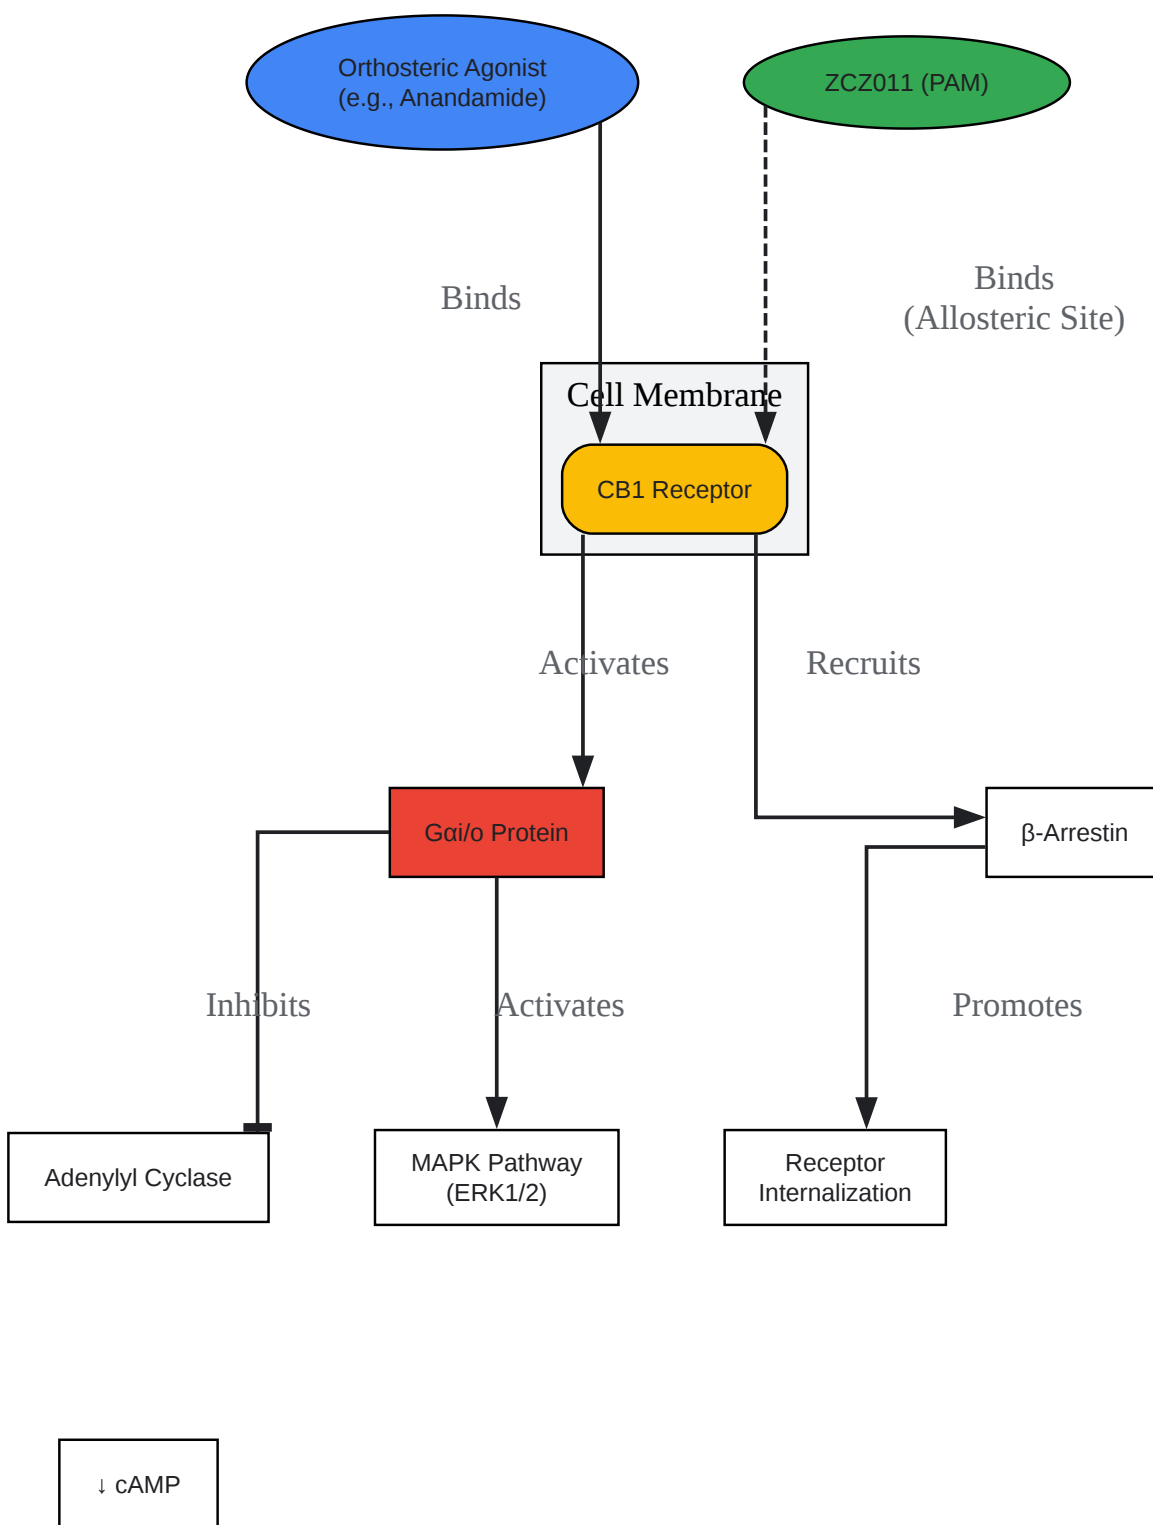 Orthosteric Agonist
(e.g., Anandamide)
ZCZ011 (PAM)
Binds
Binds
(Allosteric Site)
Cell Membrane
CB1 Receptor
Activates
Recruits
Gαi/o Protein
β-Arrestin
Inhibits
Activates
Promotes
Adenylyl Cyclase
MAPK Pathway
(ERK1/2)
Receptor
Internalization
↓ cAMP